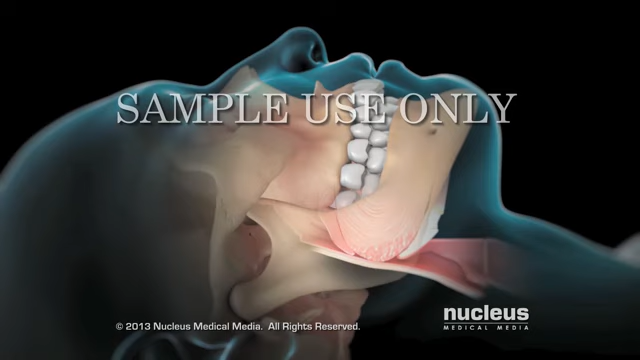 SAMPLE USE ONLY
© 2013 Nucleus Medical Media. All Rights Reserved.
nucleus
MEDICAL MEDIA